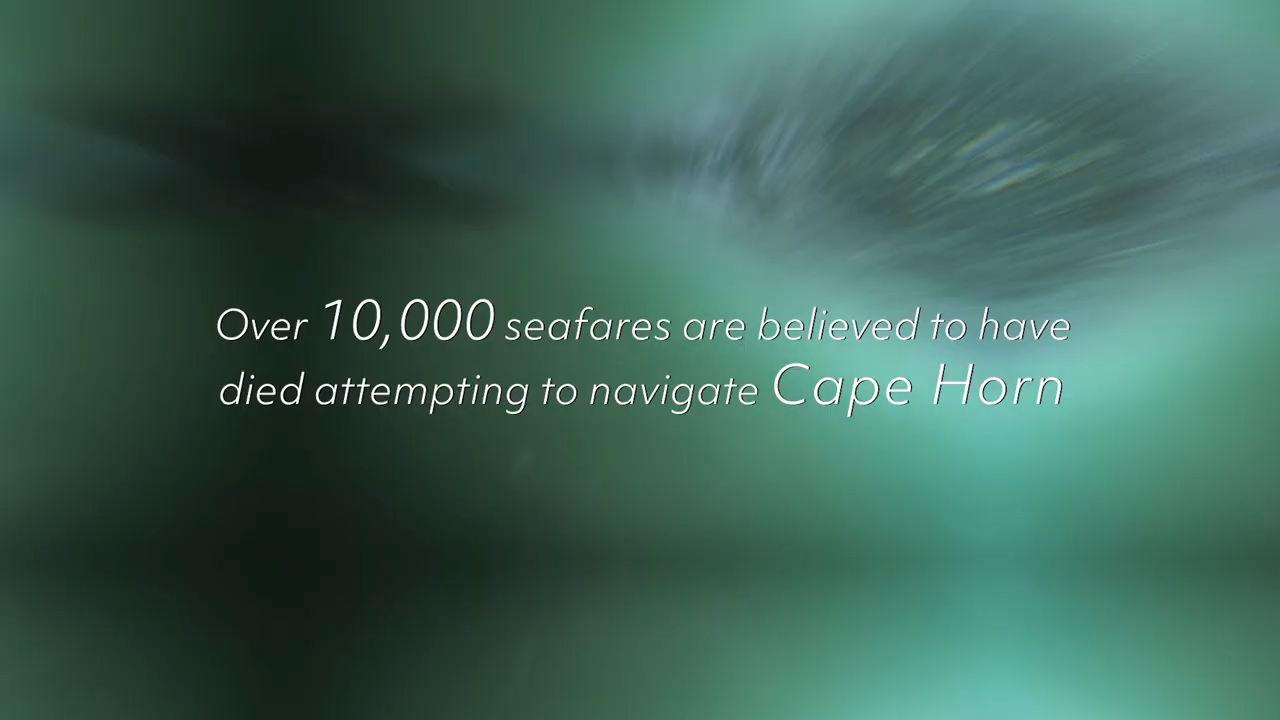 Over 10,000 seafares are believed to have
died attempting to navigate Cape Horn